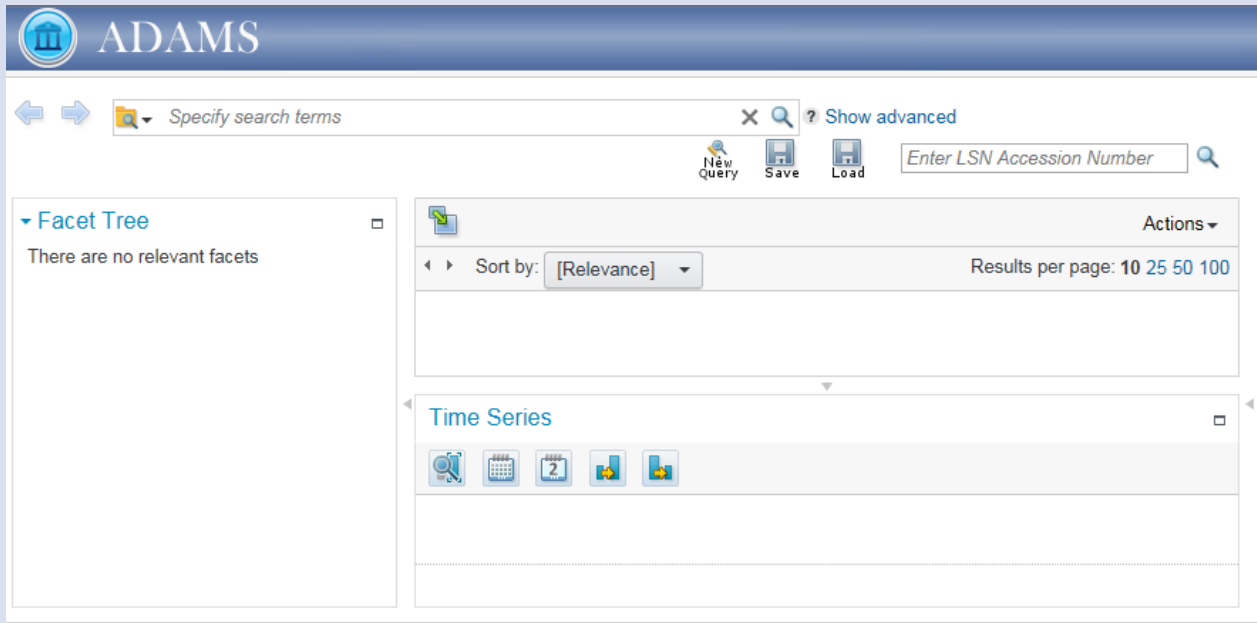 ADAMS
Specify search terms
? Show advanced
New Query
Save
Load
Enter LSN Accession Number
Facet Tree
There are no relevant facets
Actions
Sort by: [Relevance]
Results per page: 10 25 50 100
Time Series
2